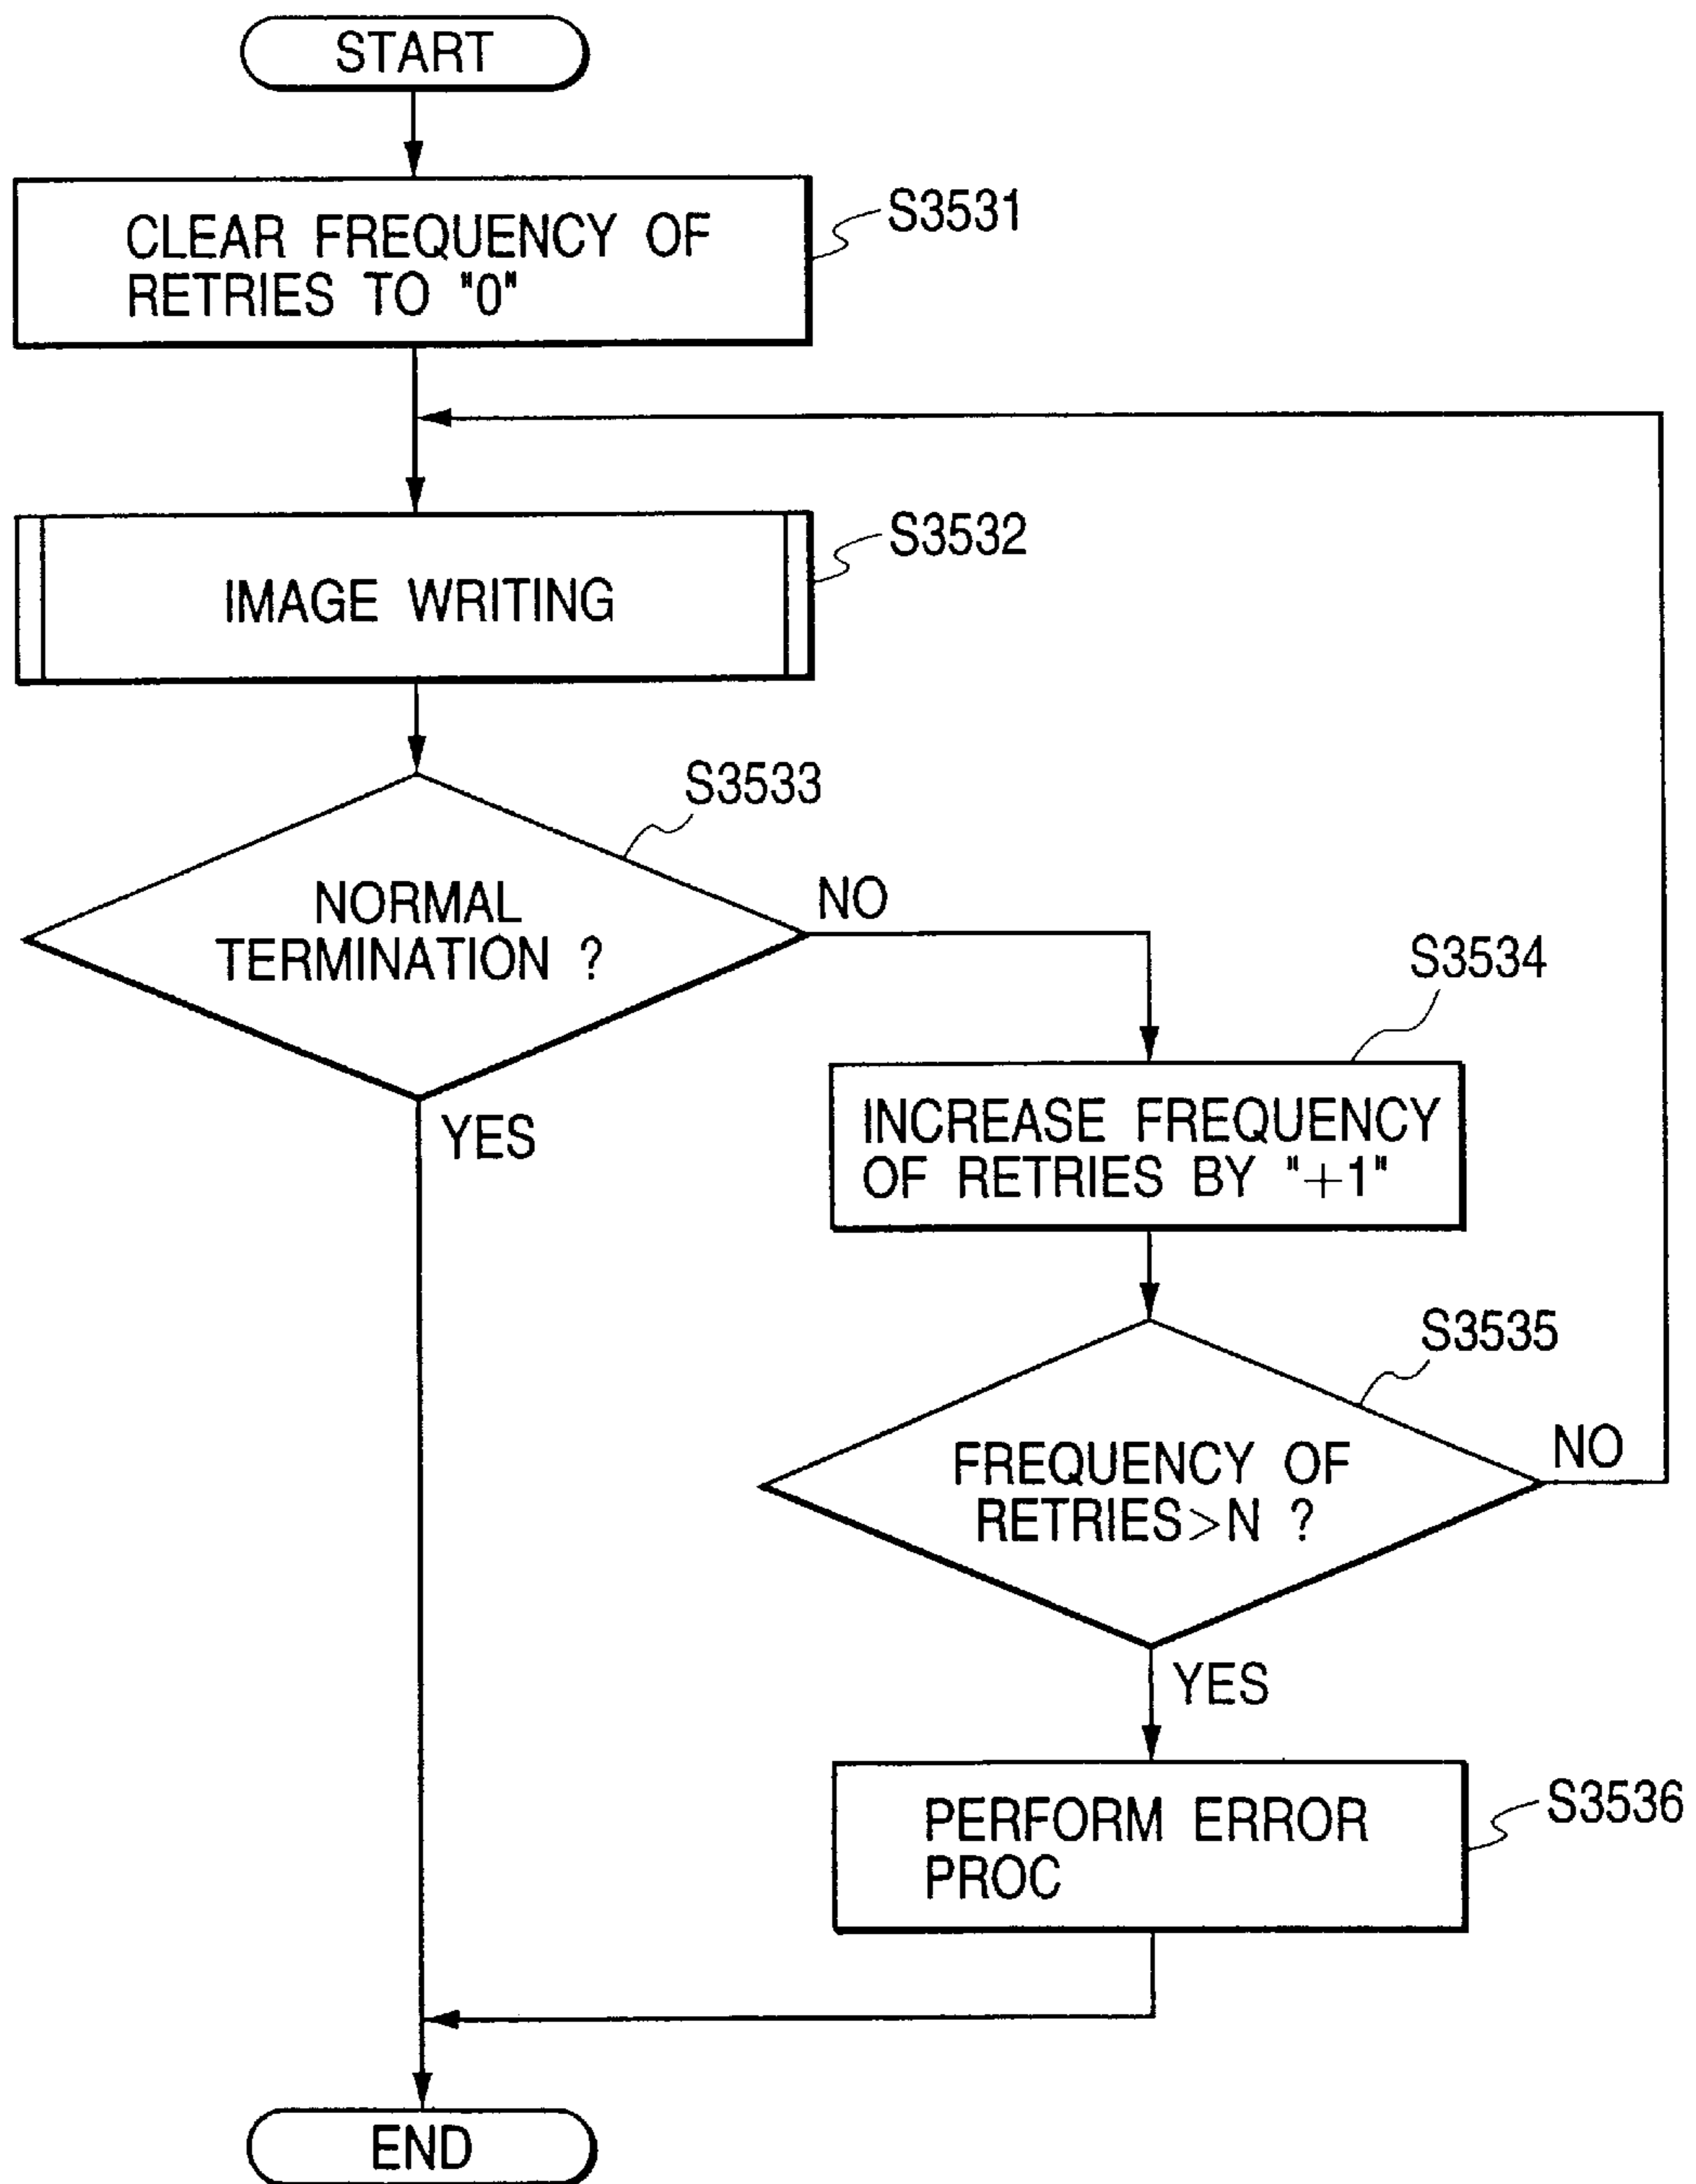 START
CLEAR FREQUENCY OF
RETRIES TO "0"
S3531
IMAGE WRITING
S3532
NORMAL
TERMINATION ?
S3533
NO
YES
S3534
INCREASE FREQUENCY
OF RETRIES BY "+1"
S3535
FREQUENCY OF
RETRIES>N ?
NO
YES
PERFORM ERROR
PROC
S3536
END